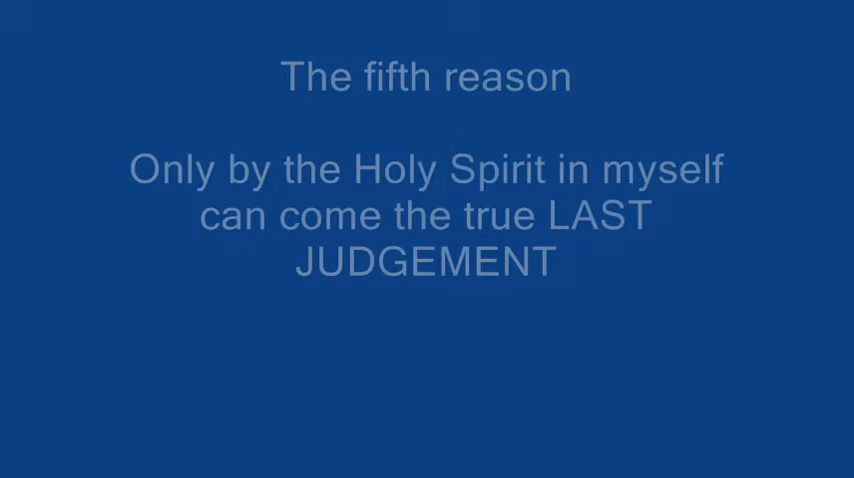 The fifth reason
Only by the Holy Spirit in myself
can come the true LAST
JUDGEMENT